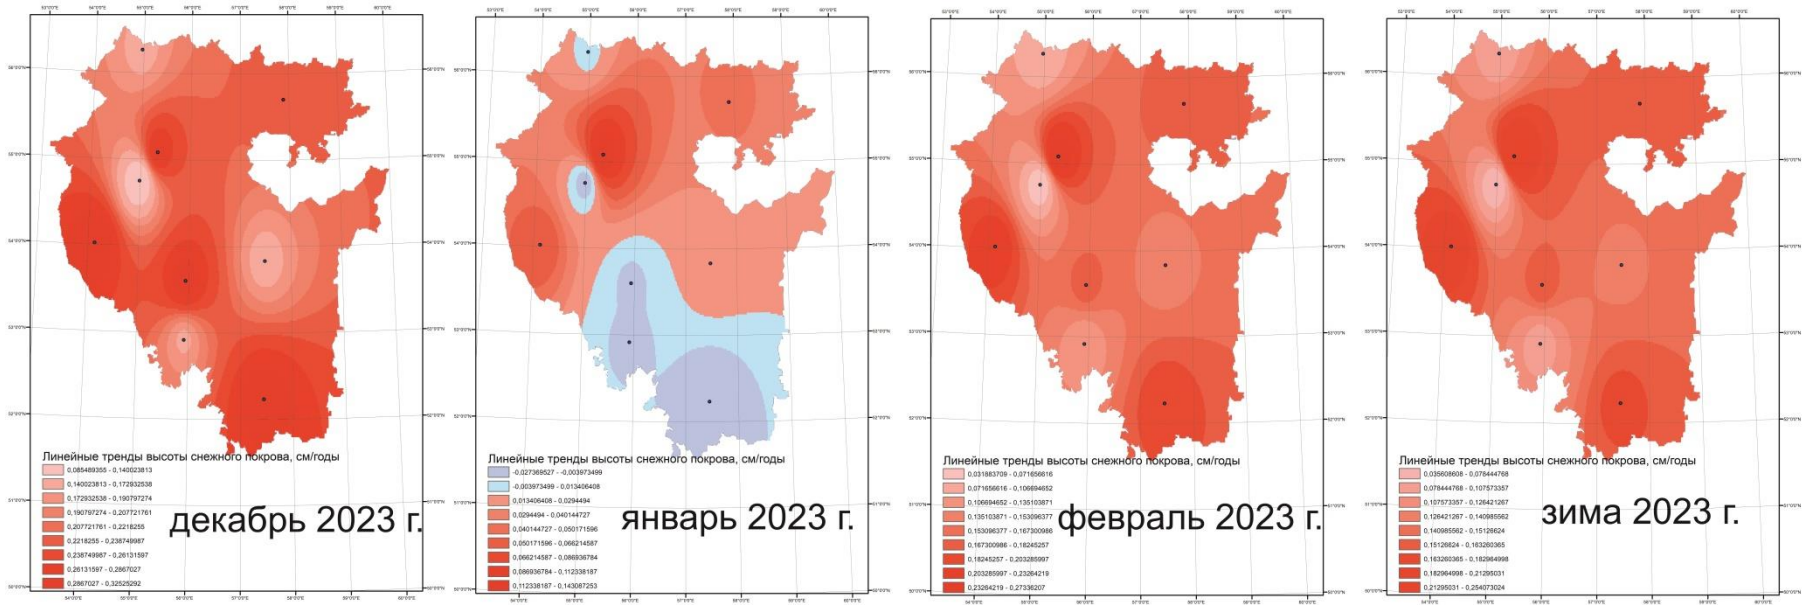 Линейные тренды высоты снежного покрова, см/годы
0,085489355 - 0,140023813
0,140023813 - 0,172932538
0,172932538 - 0,190797274
0,190797274 - 0,207721761
0,207721761 - 0,2218255
0,2218255 - 0,238749987
0,238749987 - 0,26131597
0,26131597 - 0,2867027
0,2867027 - 0,32525292
декабрь 2023 г.
Линейные тренды высоты снежного покрова, см/годы
-0,027369527 - -0,003973499
-0,003973499 - 0,013406408
0,013406408 - 0,0294494
0,0294494 - 0,040144727
0,040144727 - 0,050171596
0,050171596 - 0,066214587
0,066214587 - 0,086936784
0,086936784 - 0,112338187
0,112338187 - 0,143087253
январь 2023 г.
Линейные тренды высоты снежного покрова, см/годы
0,031883709 - 0,071656616
0,071656616 - 0,106694652
0,106694652 - 0,135103871
0,135103871 - 0,153096377
0,153096377 - 0,167300986
0,167300986 - 0,18245257
0,18245257 - 0,203285997
0,203285997 - 0,23264219
0,23264219 - 0,27336207
февраль 2023 г.
Линейные тренды высоты снежного покрова, см/годы
0,035608608 - 0,078444768
0,078444768 - 0,107573357
0,107573357 - 0,126421267
0,126421267 - 0,140985562
0,140985562 - 0,15126624
0,15126624 - 0,163260365
0,163260365 - 0,182964998
0,182964998 - 0,21295031
0,21295031 - 0,254073024
зима 2023 г.